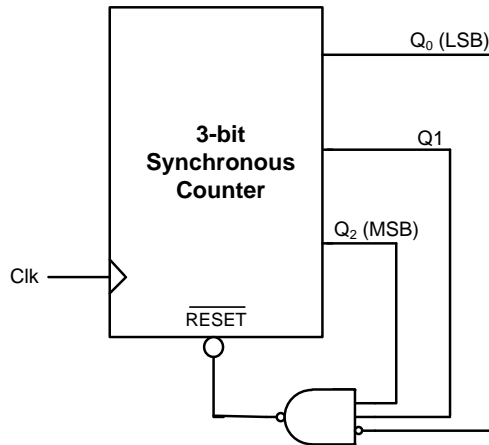 Q0 (LSB)
3-bit
Synchronous
Counter
Q1
Q2 (MSB)
Clk
RESET